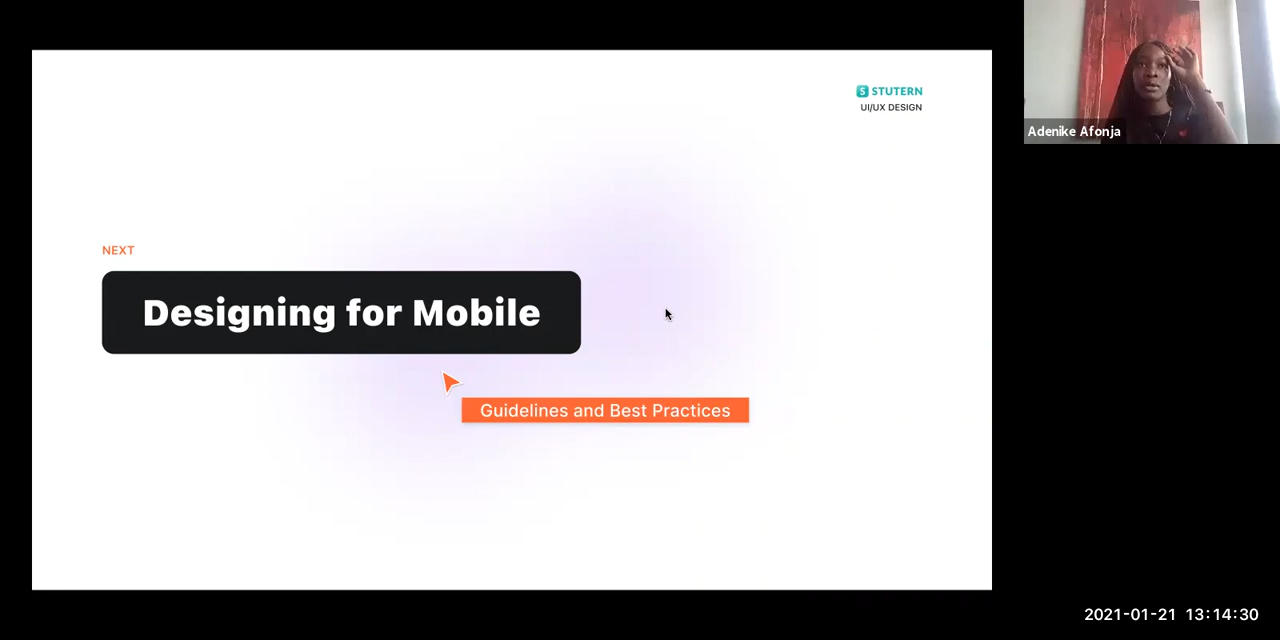 STUTERN
UI/UX DESIGN
Adenike Afonja
NEXT
Designing for Mobile
Guidelines and Best Practices
2021-01-21 13:14:30